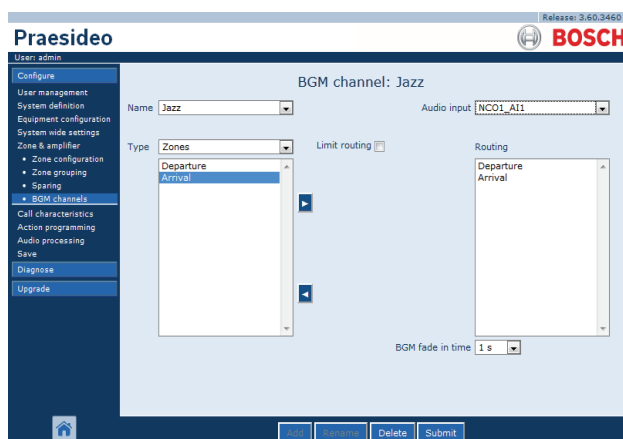 Release: 3.60.3460
Praesideo
BOSCH
User: admin
Configure
User management
System definition
Equipment configuration
System wide settings
Zone & amplifier
• Zone configuration
• Zone grouping
• Sparing
• BGM channels
Call characteristics
Action programming
Audio processing
Save
Diagnose
Upgrade
BGM channel: Jazz
Name Jazz
Audio input NCO1_AI1
Type Zones
Limit routing
Routing
Departure
Arrival
Departure
Arrival
BGM fade in time 1 s
Add Rename Delete Submit